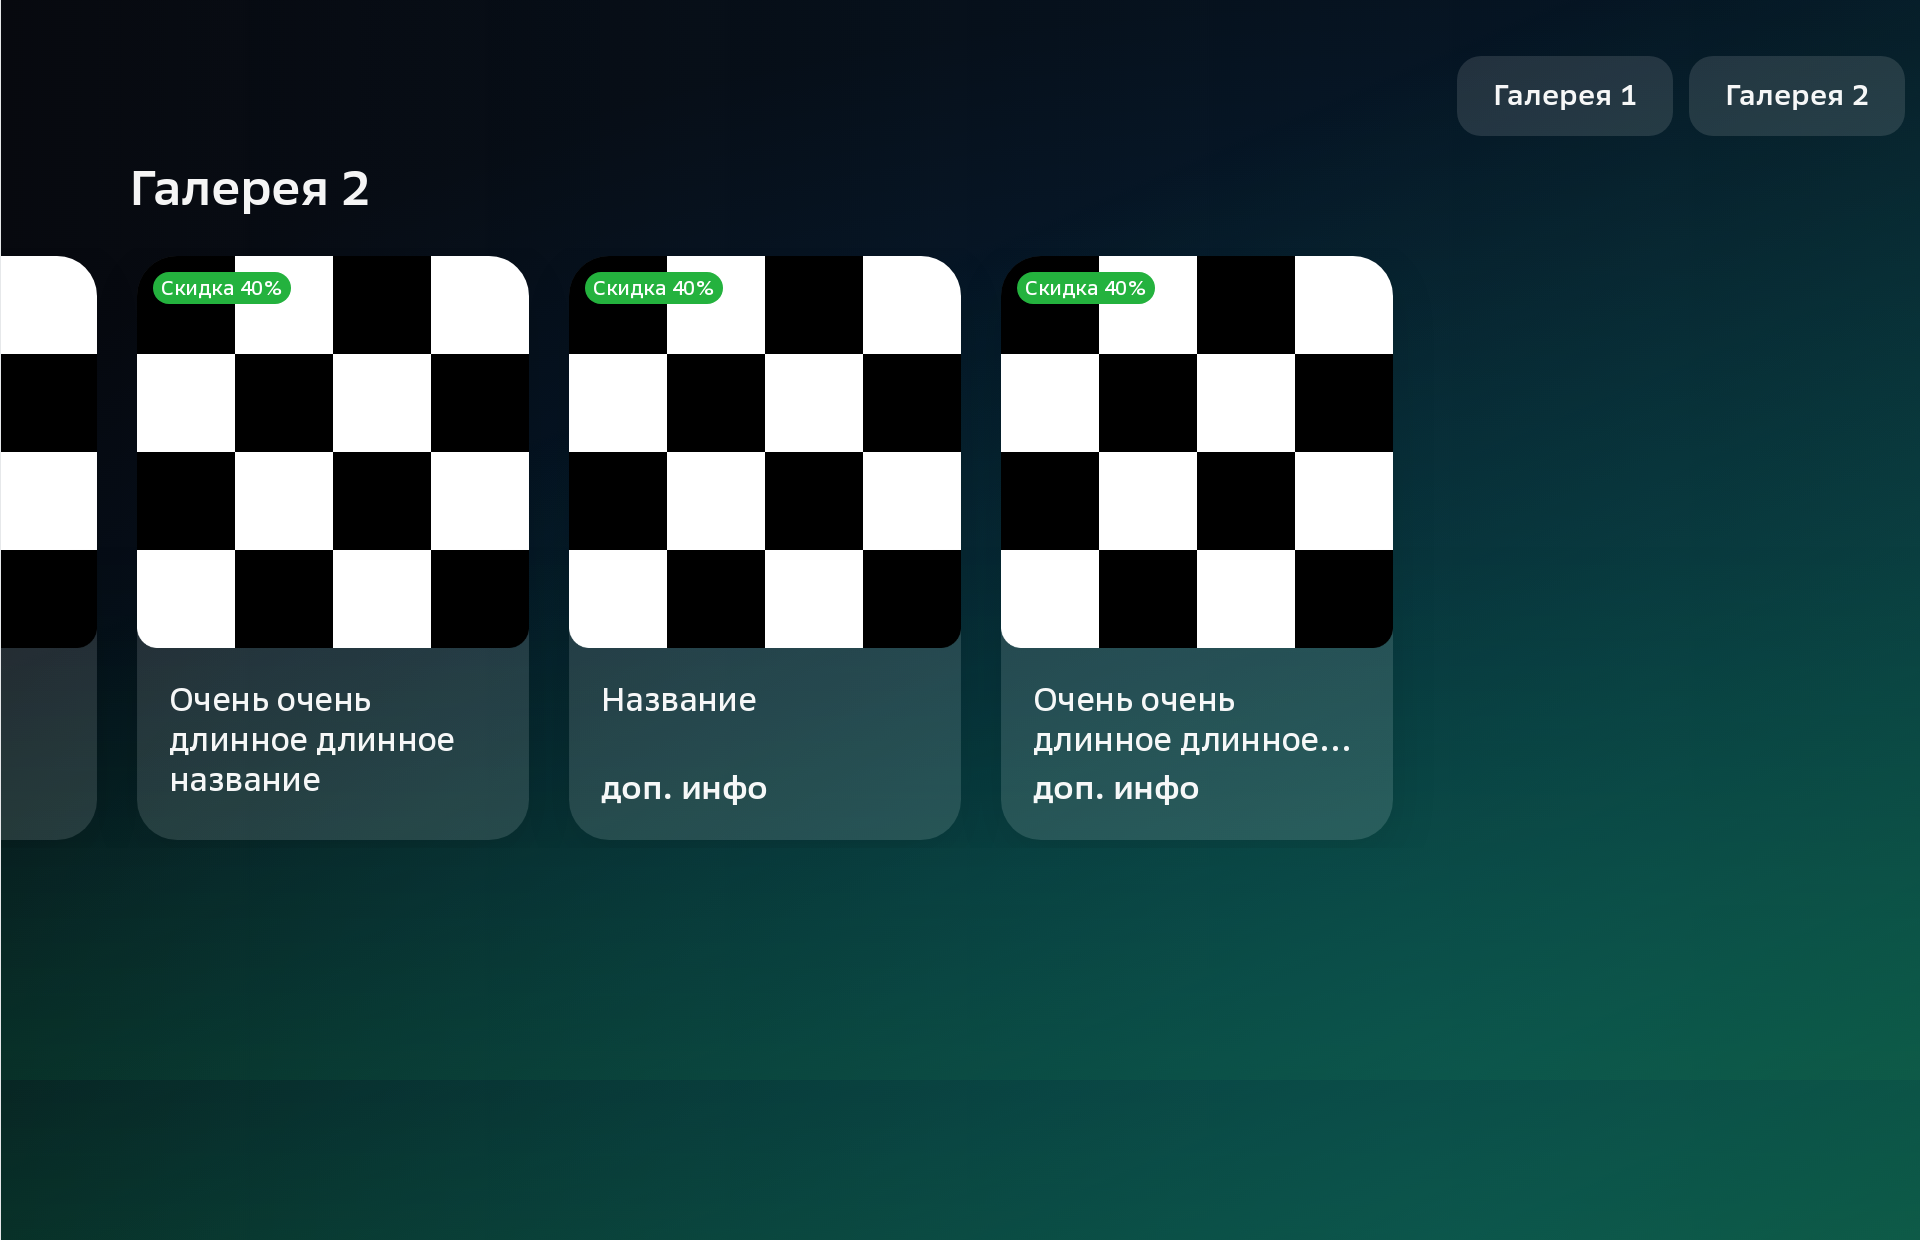 Галерея 1
Галерея 2
Галерея 2
Скидка 40%
Скидка 40%
Скидка 40%
Очень очень
длинное длинное
название
Название
доп. инфо
Очень очень
длинное длинное...
доп. инфо